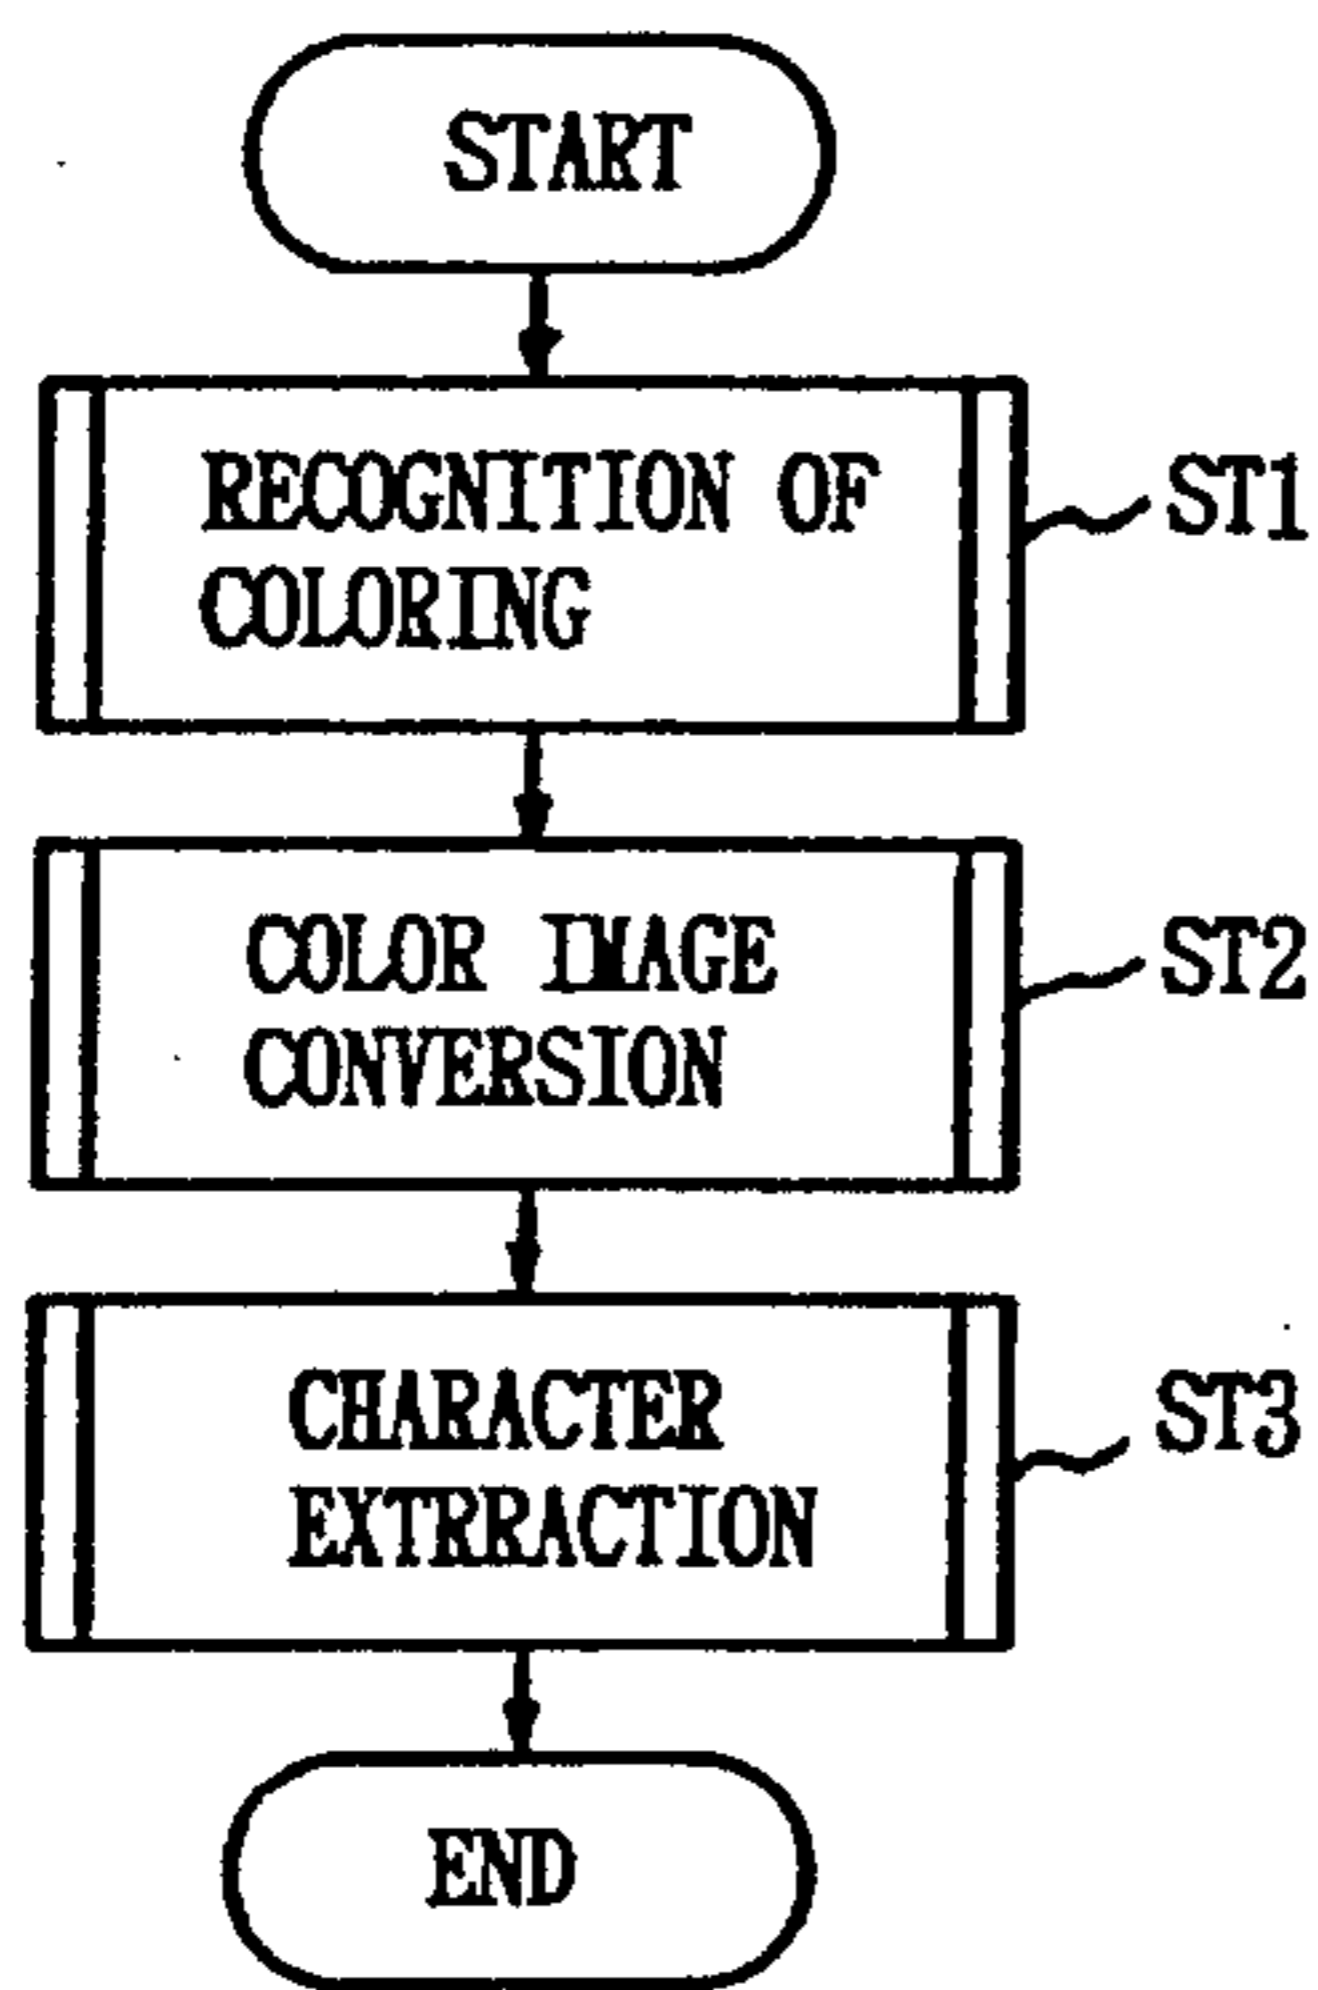 START
RECOGNITION OF
COLORING
ST1
COLOR IMAGE
CONVERSION
ST2
CHARACTER
EXTRRACTION
ST3
END